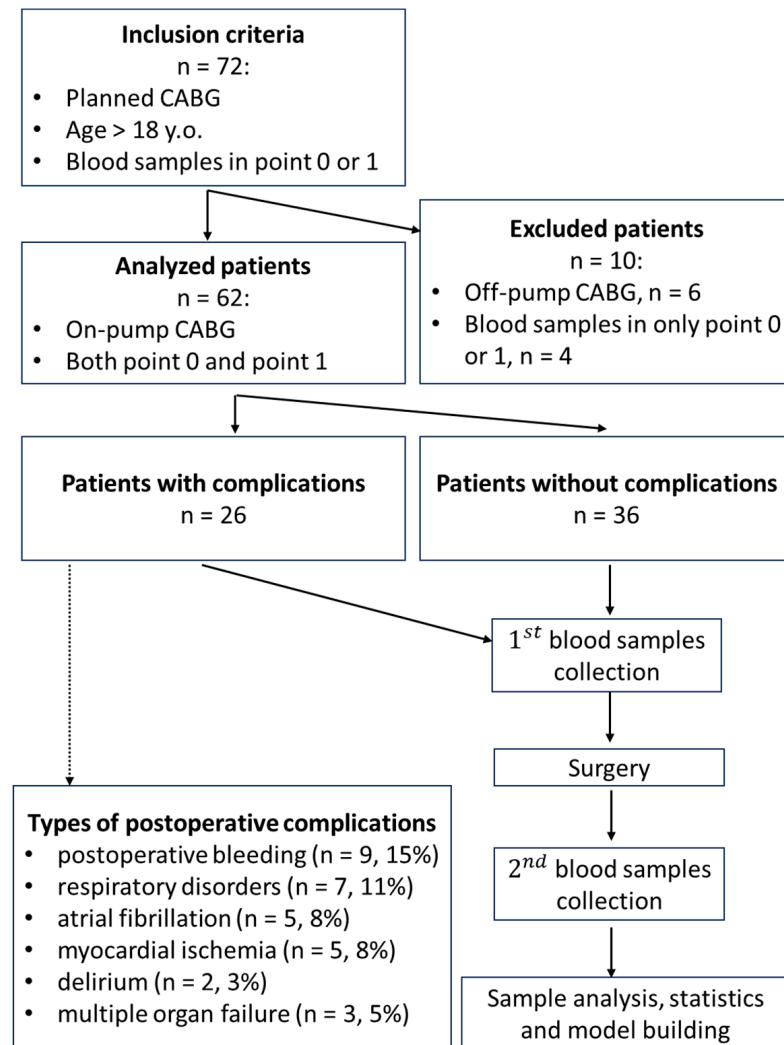 Inclusion criteria
n = 72:
• Planned CABG
• Age > 18 y.o.
• Blood samples in point 0 or 1
Excluded patients
n = 10:
• Off-pump CABG, n = 6
• Blood samples in only point 0
or 1, n = 4
Analyzed patients
n = 62:
• On-pump CABG
• Both point 0 and point 1
Patients with complications
n = 26
Patients without complications
n = 36
1st blood samples
collection
Surgery
2nd blood samples
collection
Sample analysis, statistics
and model building
Types of postoperative complications
• postoperative bleeding (n = 9, 15%)
• respiratory disorders (n = 7, 11%)
• atrial fibrillation (n = 5, 8%)
• myocardial ischemia (n = 5, 8%)
• delirium (n = 2, 3%)
• multiple organ failure (n = 3, 5%)